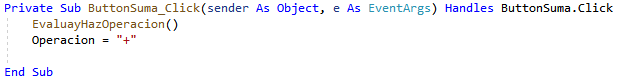 Private Sub ButtonSuma_Click(sender As Object, e As EventArgs) Handles ButtonSuma.Click
    EvaluayHazOperacion()
    Operacion = "+"
End Sub